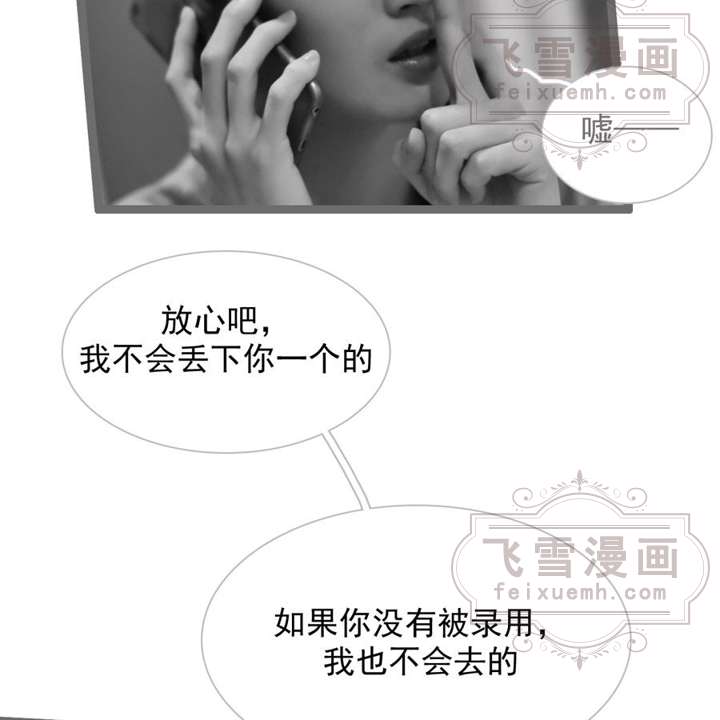 飞雪漫画
feixuemh.com
嘘——
放心吧，
我不会丢下你一个的
飞雪漫画
feixuemh.com
如果你没有被录用，
我也不会去的